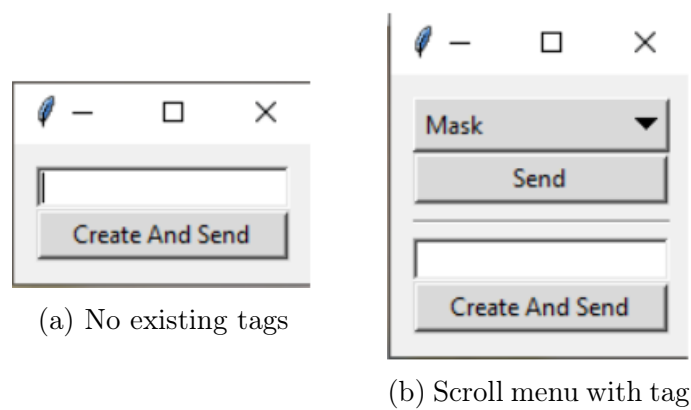 Create And Send
(a) No existing tags
Mask
Send
Create And Send
(b) Scroll menu with tag